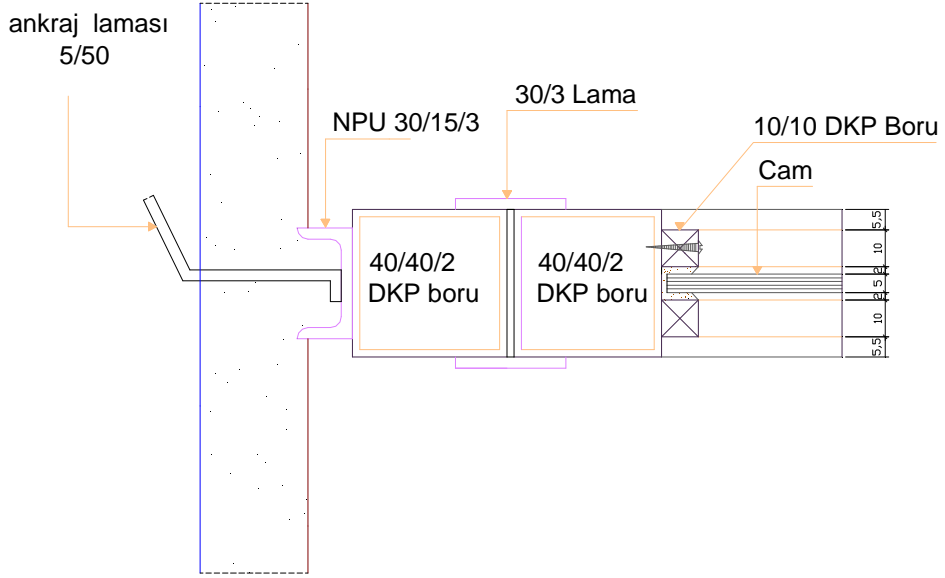 ankraj laması
5/50
NPU 30/15/3
30/3 Lama
10/10 DKP Boru
Cam
40/40/2
DKP boru
40/40/2
DKP boru
5,5
10
2
5
2
10
5,5